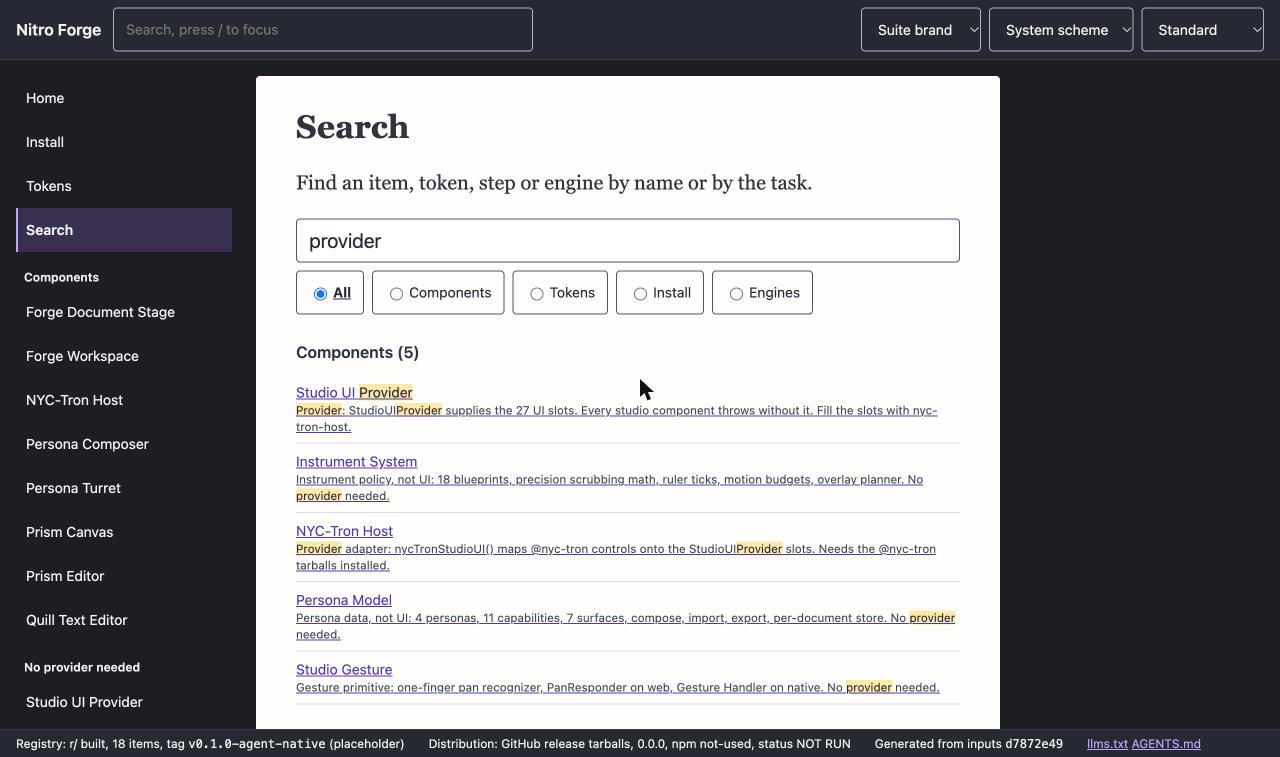 Nitro Forge
Search, press / to focus
Suite brand
System scheme
Standard
Home
Install
Tokens
Search
Components
Forge Document Stage
Forge Workspace
NYC-Tron Host
Persona Composer
Persona Turret
Prism Canvas
Prism Editor
Quill Text Editor
No provider needed
Studio UI Provider
Search
Find an item, token, step or engine by name or by the task.
provider
All
Components
Tokens
Install
Engines
Components (5)
Studio UI Provider
Provider: StudioUIProvider supplies the 27 UI slots. Every studio component throws without it. Fill the slots with nyc-
tron-host.
Instrument System
Instrument policy, not UI: 18 blueprints, precision scrubbing math, ruler ticks, motion budgets, overlay planner. No
provider needed.
NYC-Tron Host
Provider adapter: nycTronStudioUI() maps @nyc-tron controls onto the StudioUIProvider slots. Needs the @nyc-tron
tarballs installed.
Persona Model
Persona data, not UI: 4 personas, 11 capabilities, 7 surfaces, compose, import, export, per-document store. No provider
needed.
Studio Gesture
Gesture primitive: one-finger pan recognizer, PanResponder on web, Gesture Handler on native. No provider needed.
Registry: r/ built, 18 items, tag v0.1.0-agent-native (placeholder)
Distribution: GitHub release tarballs, 0.0.0, npm not-used, status NOT RUN
Generated from inputs d7872e49
llms.txt AGENTS.md